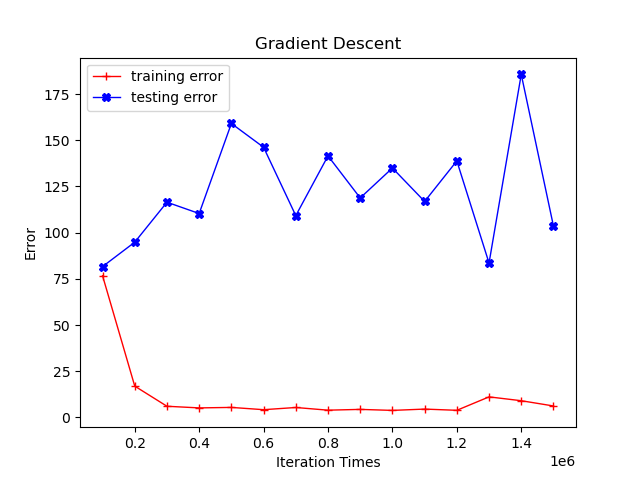 Gradient Descent
training error
testing error
175
150
125
100
75
50
25
0
Error
0.2 0.4 0.6 0.8 1.0 1.2 1.4
1e6
Iteration Times